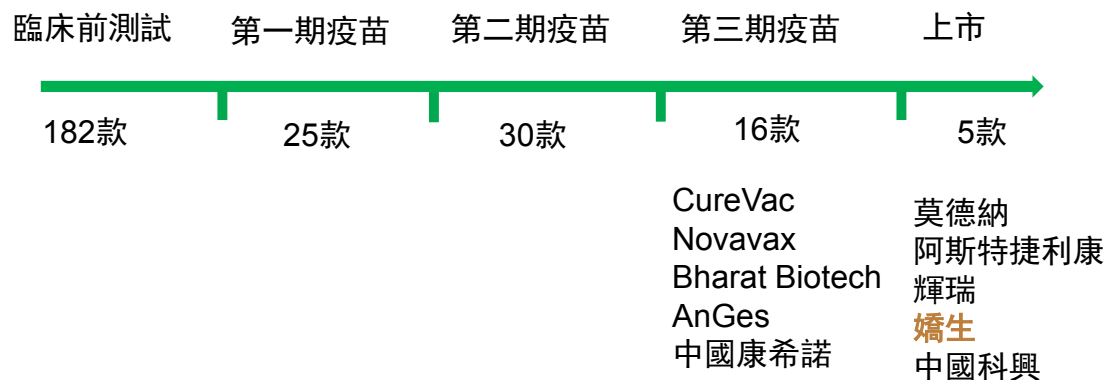 臨床前測試 第一期疫苗 第二期疫苗 第三期疫苗 上市
182款 25款 30款 16款 5款
CureVac
Novavax
Bharat Biotech
AnGes
中國康希諾
莫德納
阿斯特捷利康
輝瑞
嬌生
中國科興